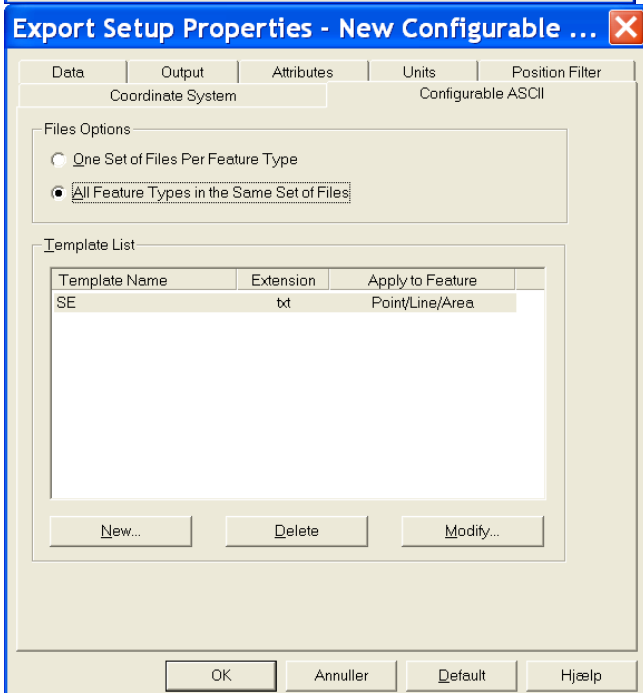 Export Setup Properties - New Configurable ...
Data Output Attributes Units Position Filter
Coordinate System Configurable ASCII
Files Options
One Set of Files Per Feature Type
All Feature Types in the Same Set of Files
Template List
Template Name Extension Apply to Feature
SE txt Point/Line/Area
New... Delete Modify...
OK Annuller Default Hjælp